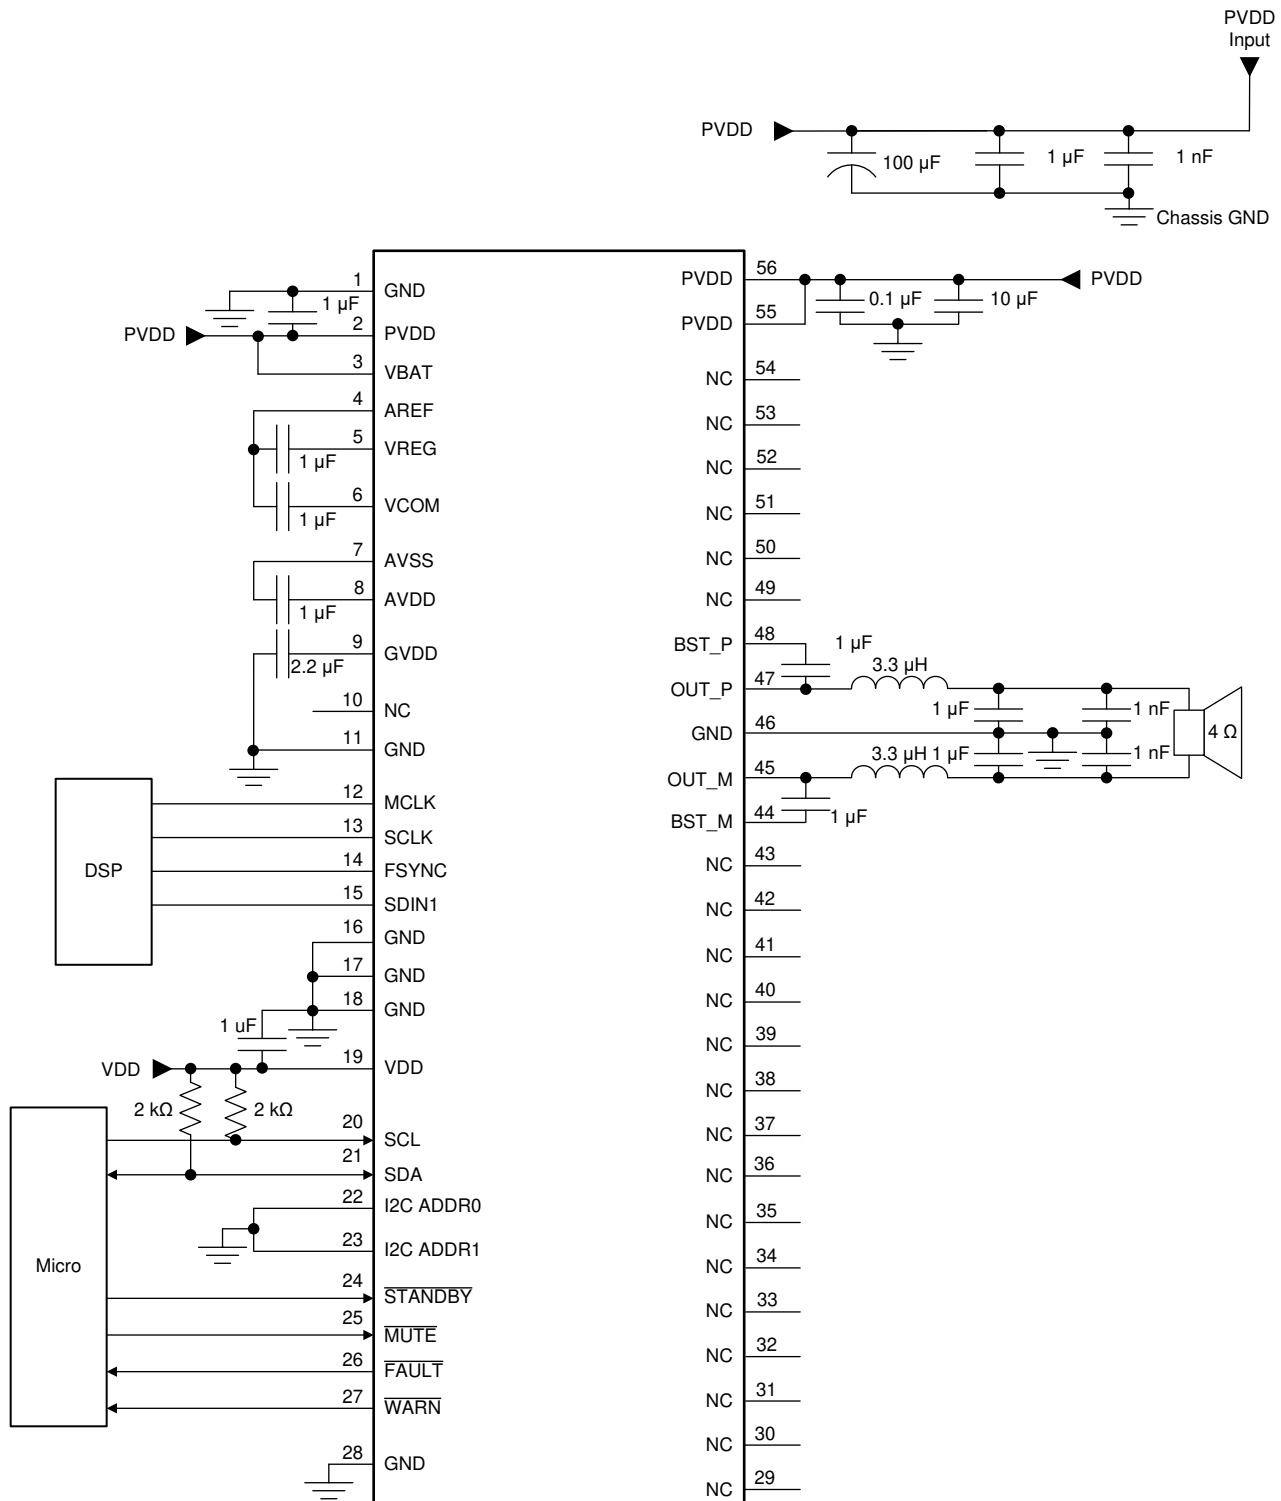 PVDD
Input
PVDD
100 µF
1 µF
1 nF
Chassis GND
1
GND
1 µF
PVDD
2
PVDD
3
VBAT
4
AREF
5
VREG
1 µF
6
VCOM
1 µF
7
AVSS
8
AVDD
1 µF
9
GVDD
2.2 µF
10
NC
11
GND
DSP
12
MCLK
13
SCLK
14
FSYNC
15
SDIN1
16
GND
17
GND
18
GND
1 uF
VDD
19
VDD
2 kΩ
2 kΩ
Micro
20
SCL
21
SDA
22
I2C ADDR0
23
I2C ADDR1
24
STANDBY
25
MUTE
26
FAULT
27
WARN
28
GND
PVDD
56
PVDD
0.1 µF
10 µF
PVDD
55
NC
54
NC
53
NC
52
NC
51
NC
50
NC
49
BST_P
48
1 µF
OUT_P
47
3.3 µH
1 µF
1 nF
GND
46
4 Ω
3.3 µH
1 µF
1 nF
OUT_M
45
BST_M
44
1 µF
NC
43
NC
42
NC
41
NC
40
NC
39
NC
38
NC
37
NC
36
NC
35
NC
34
NC
33
NC
32
NC
31
NC
30
NC
29